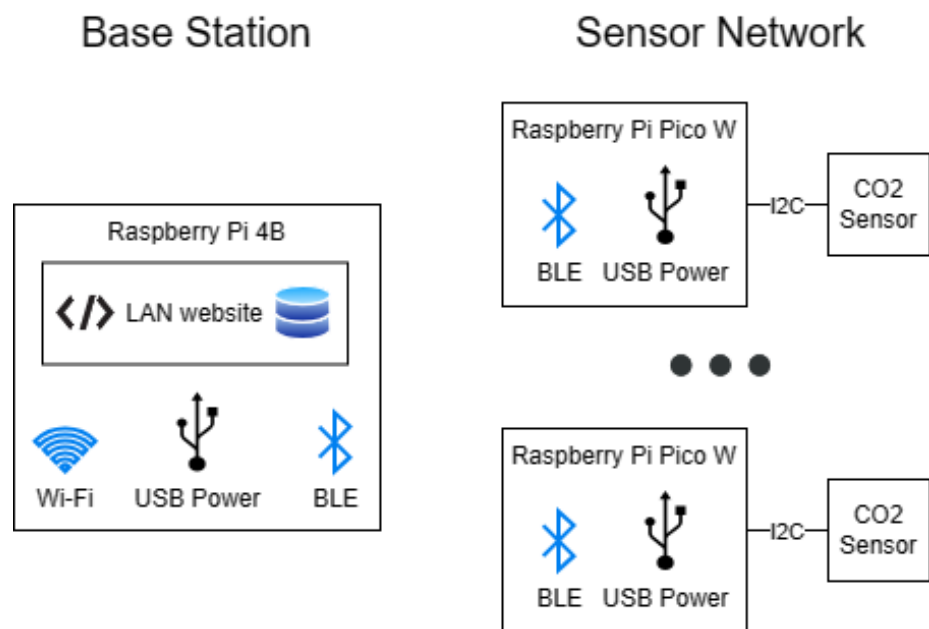 Base Station
Sensor Network
Raspberry Pi 4B
LAN website
Wi-Fi
USB Power
BLE
Raspberry Pi Pico W
BLE
USB Power
I2C
CO2
Sensor
Raspberry Pi Pico W
BLE
USB Power
I2C
CO2
Sensor